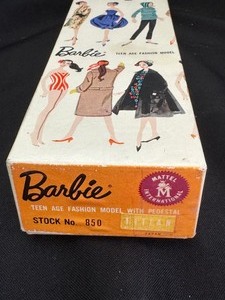 Barbie
TEEN AGE FASHION MODEL
Barbie
TEEN AGE FASHION MODEL WITH PEDESTAL
STOCK No. 850
MATTEL
M
INTERNATIONAL